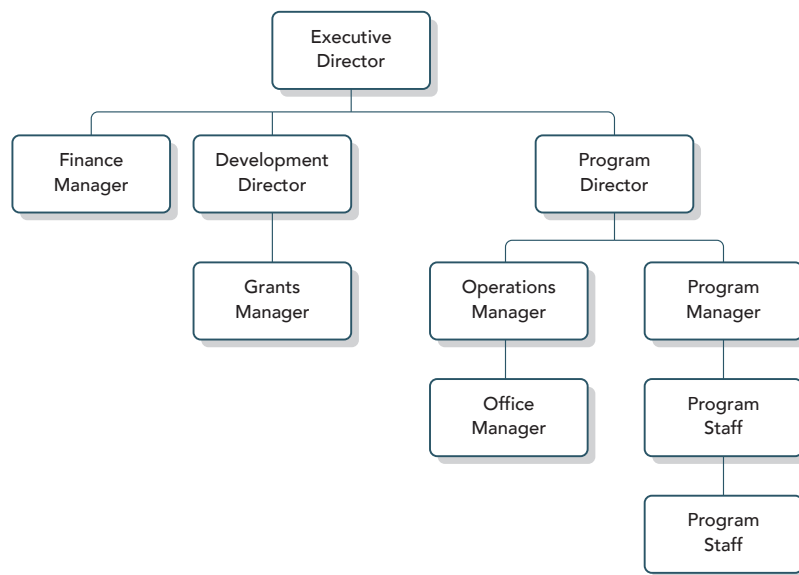 Executive
Director
Finance
Manager
Development
Director
Program
Director
Grants
Manager
Operations
Manager
Program
Manager
Office
Manager
Program
Staff
Program
Staff